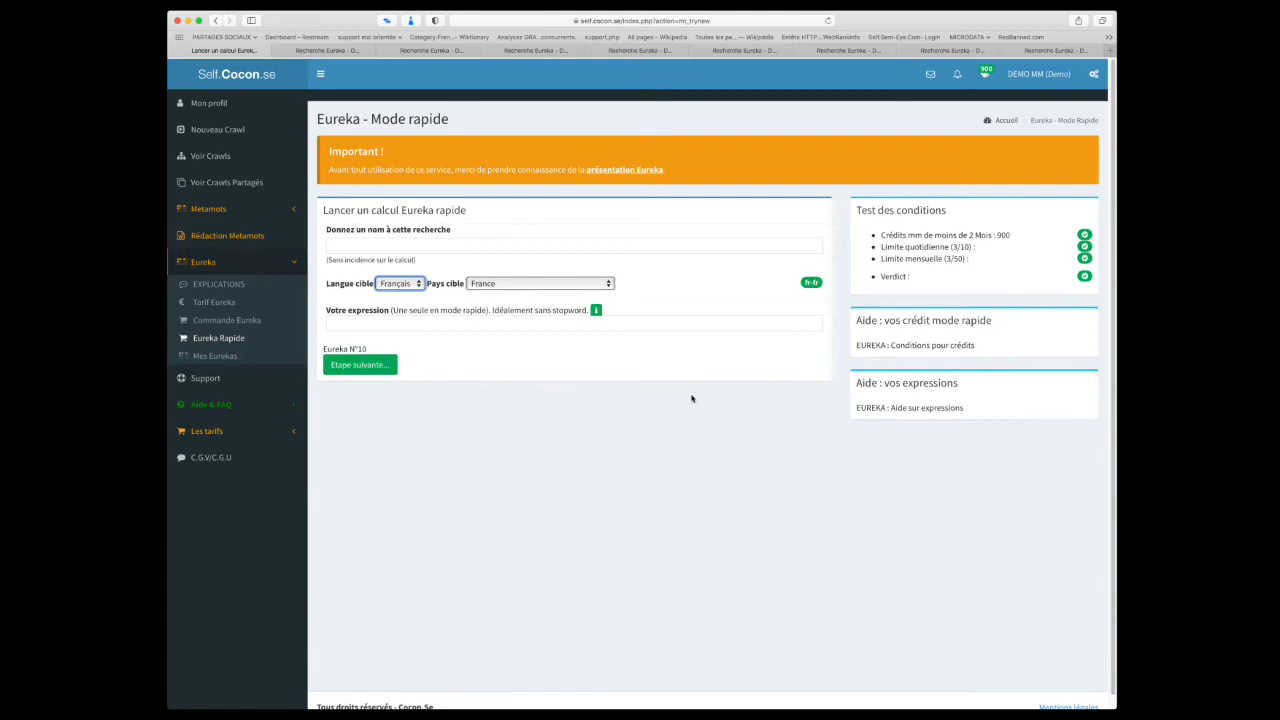 self.cocon.se/index.php?action=mt_trynew
PARTAGES SOCIAUX
Dashboard – Restream
support mal orientés
Category:Fren...- Wiktionary
Analysez GRA...concurrents.
support.php
All pages - Wikipedia
Toutes les pa... — Wikipédia
Entête HTTP ...WebRankInfo
Self.Sem-Eye.Com- Login
MICRODATA
RedBanned.com
Lancer un calcul Eurek...
Recherche Eureka - D...
Recherche Eureka - D...
Recherche Eureka - D...
Recherche Eureka - D...
Recherche Eureka - D...
Recherche Eureka - D...
Recherche Eureka - D...
Recherche Eureka - D...
Self.Cocon.se
900
DEMO MM (Demo)
Mon profil
Nouveau Crawl
Voir Crawls
Voir Crawls Partagés
Metamots
Rédaction Metamots
Eureka
EXPLICATIONS
Tarif Eureka
Commande Eureka
Eureka Rapide
Mes Eurekas
Support
Aide & FAQ
Les tarifs
C.G.V/C.G.U
Eureka - Mode rapide
Accueil
Eureka - Mode Rapide
Important !
Avant tout utilisation de ce service, merci de prendre connaissance de la présentation Eureka.
Lancer un calcul Eureka rapide
Donnez un nom à cette recherche
(Sans incidence sur le calcul)
Langue cible Français Pays cible France
fr-fr
Votre expression (Une seule en mode rapide). Idéalement sans stopword.
Eureka N°10
Etape suivante...
Test des conditions
Crédits mm de moins de 2 Mois : 900
Limite quotidienne (3/10) :
Limite mensuelle (3/50) :
Verdict :
Aide : vos crédit mode rapide
EUREKA : Conditions pour crédits
Aide : vos expressions
EUREKA : Aide sur expressions
Tous droits réservés - Cocon.Se
Mentions légales